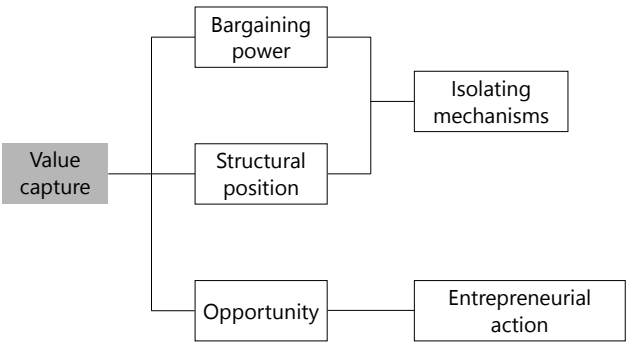 Bargaining
power
Isolating
mechanisms
Value
capture
Structural
position
Opportunity
Entrepreneurial
action